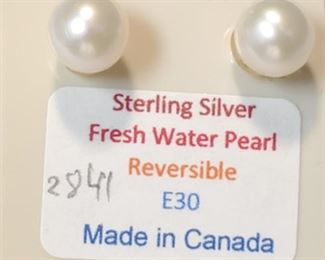 Sterling Silver
Fresh Water Pearl
Reversible
2841
E30
Made in Canada